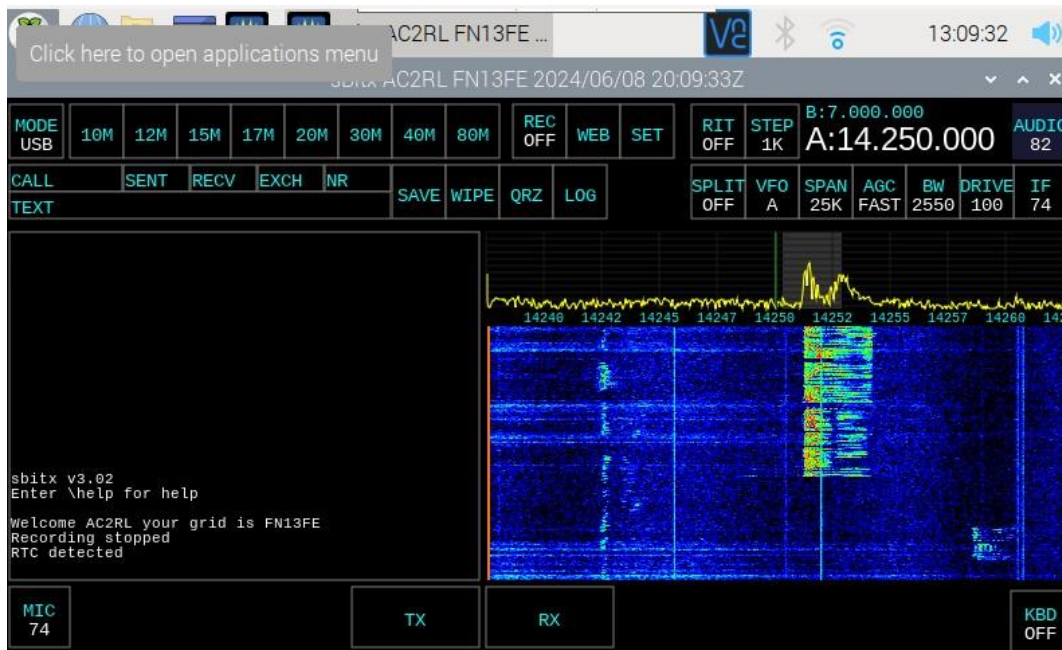 AC2RL FN13FE ...
VNC
13:09:32
Click here to open applications menu
AC2RL FN13FE 2024/06/08 20:09:33Z
MODE USB
10M 12M 15M 17M 20M 30M 40M 80M
REC OFF
WEB SET
RIT OFF
STEP 1K
B:7.000.000
A:14.250.000
AUDIO 82
CALL SENT RECV EXCH NR
TEXT
SAVE WIPE QRZ LOG
SPLIT OFF
VFO A
SPAN 25K
AGC FAST
BW 2550
DRIVE 100
IF 74
14240 14242 14245 14247 14250 14252 14255 14257 14260
sbitx v3.02
Enter \help for help
Welcome AC2RL your grid is FN13FE
Recording stopped
RTC detected
MIC 74
TX
RX
KBD OFF